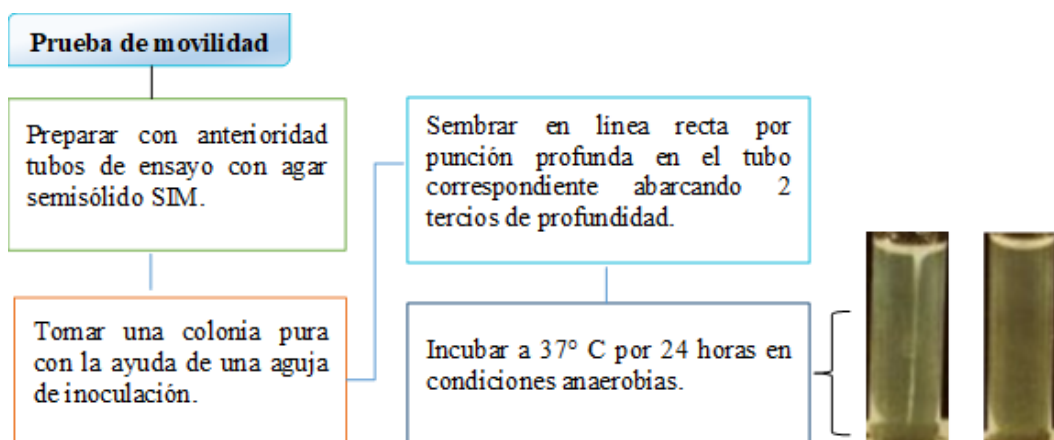 Prueba de movilidad
Preparar con anterioridad
tubos de ensayo con agar
semisólido SIM.
Tomar una colonia pura
con la ayuda de una aguja
de inoculación.
Sembrar en línea recta por
punción profunda en el tubo
correspondiente abarcando 2
tercios de profundidad.
Incubar a 37° C por 24 horas en
condiciones anaerobias.